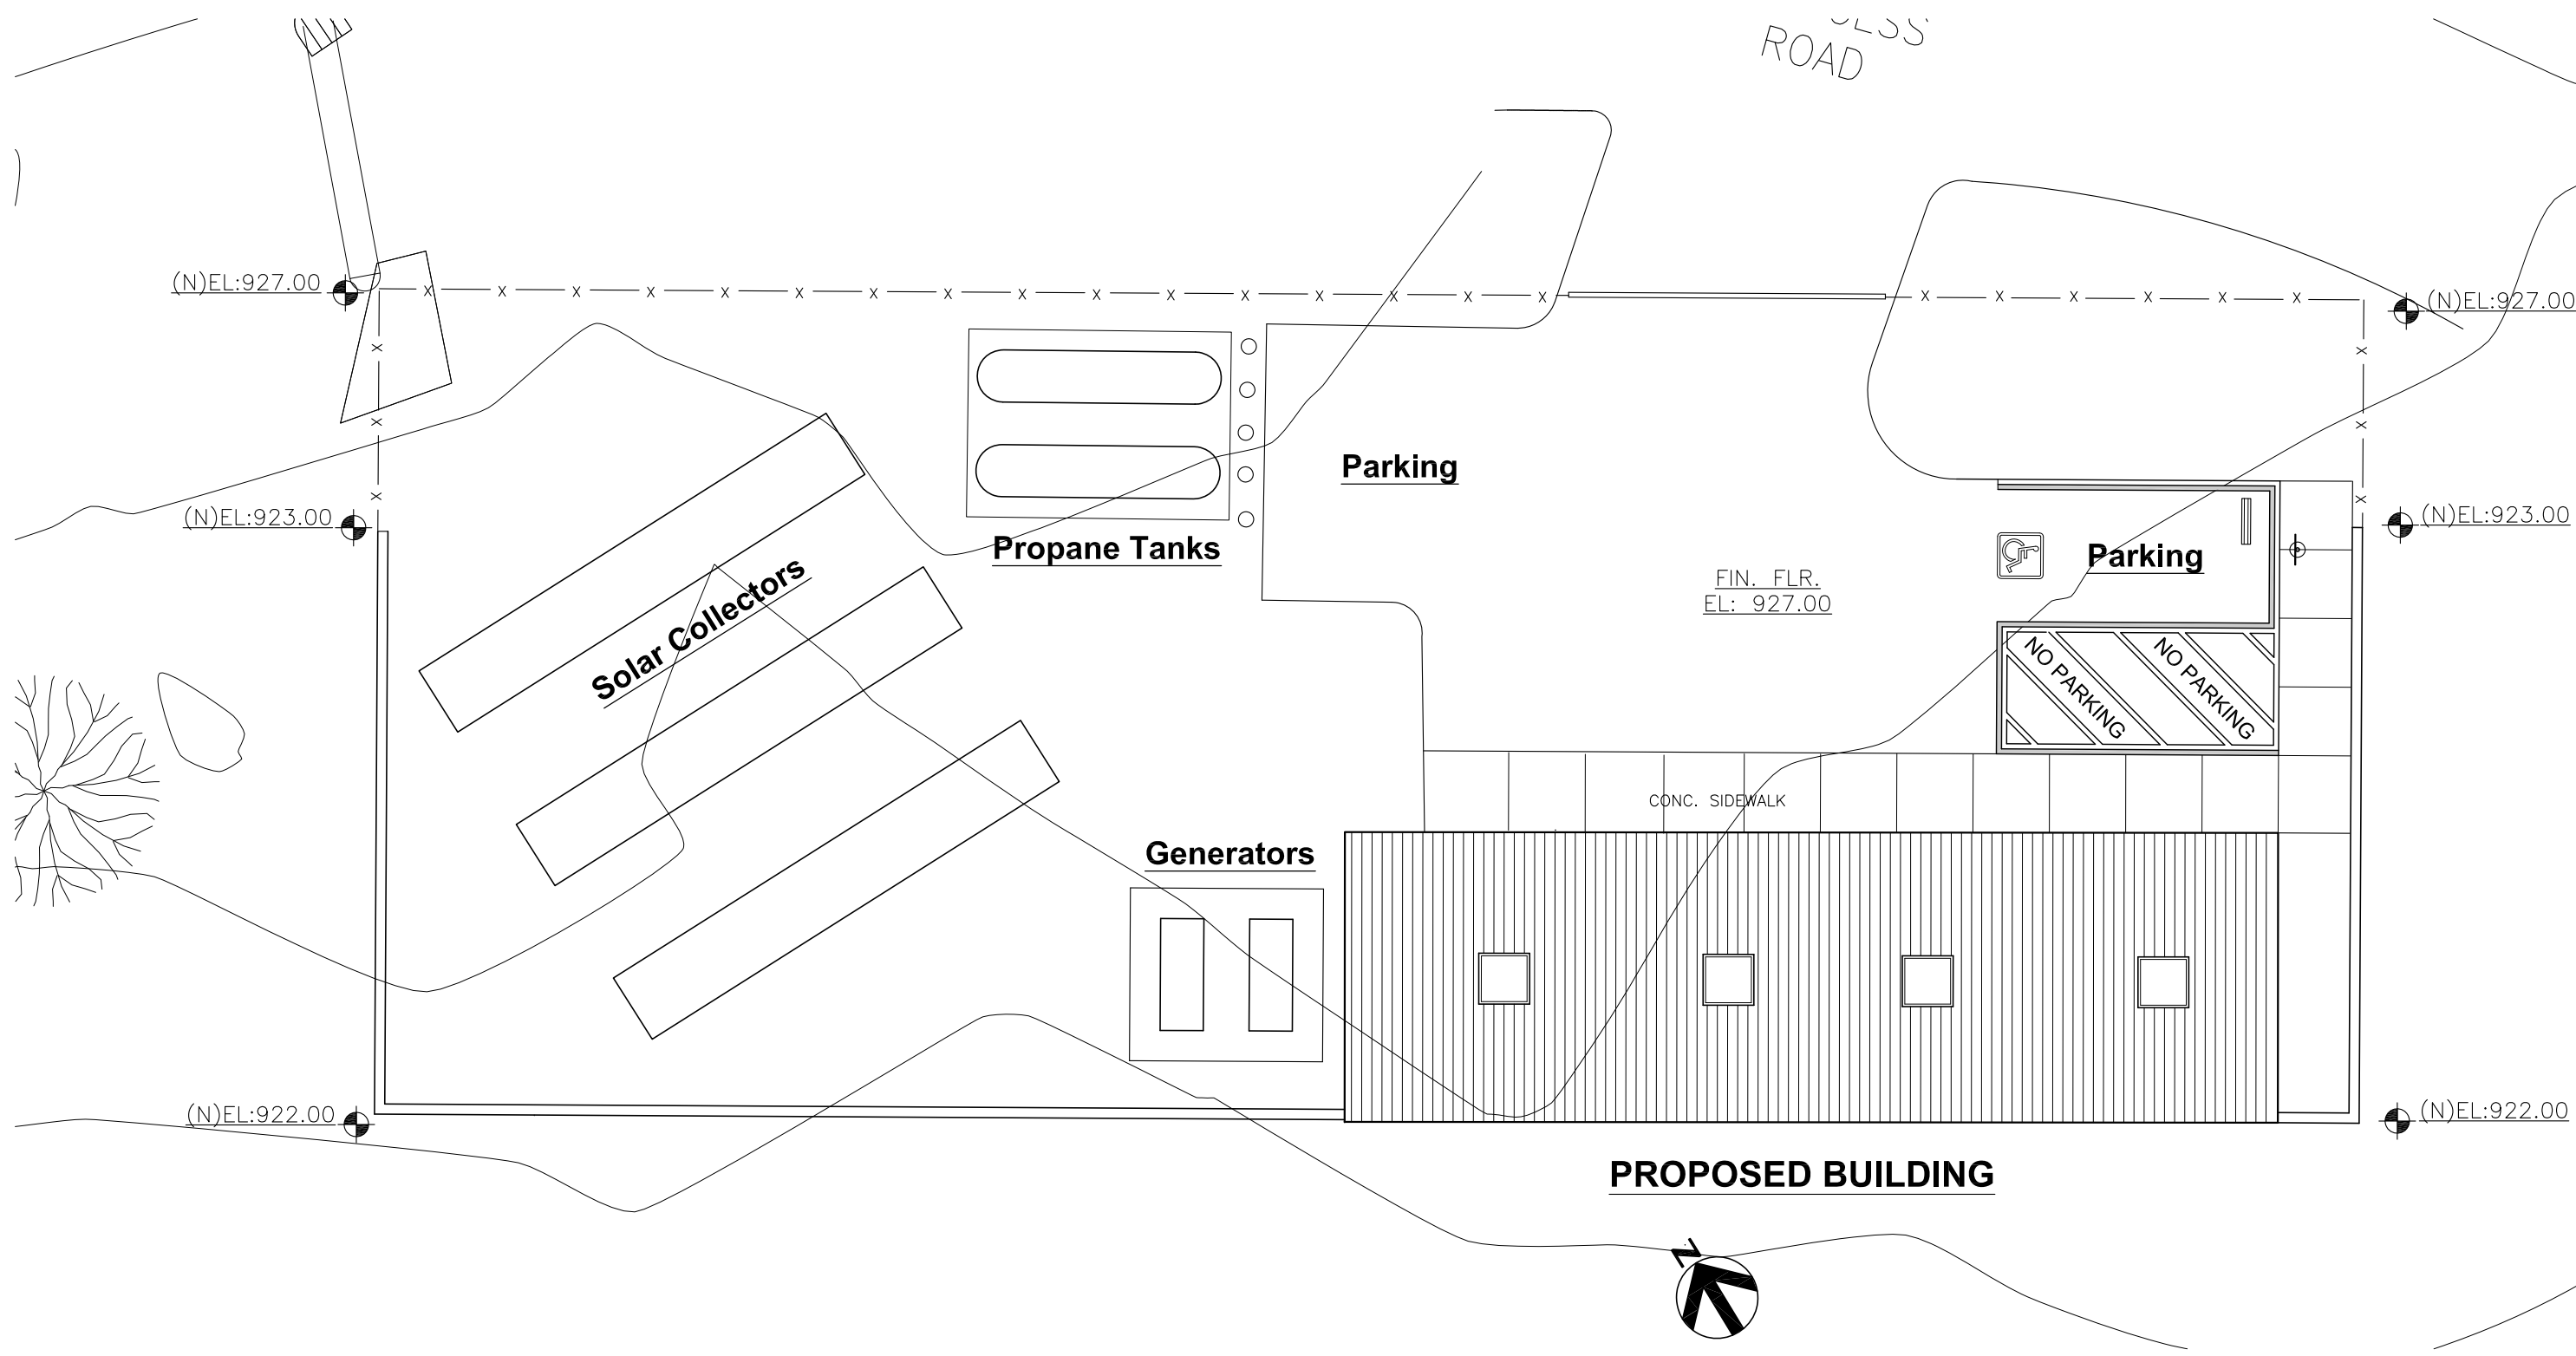 ROAD
(N)EL:927.00
X X X X X X X X X X X X X X X X X X X X X X
(N)EL:927.00
X
X
X
X
X
X
Parking
(N)EL:923.00
(N)EL:923.00
Propane Tanks
Parking
Solar Collectors
FIN. FLR.
EL: 927.00
NO PARKING
NO PARKING
CONC. SIDEWALK
Generators
(N)EL:922.00
(N)EL:922.00
PROPOSED BUILDING
N